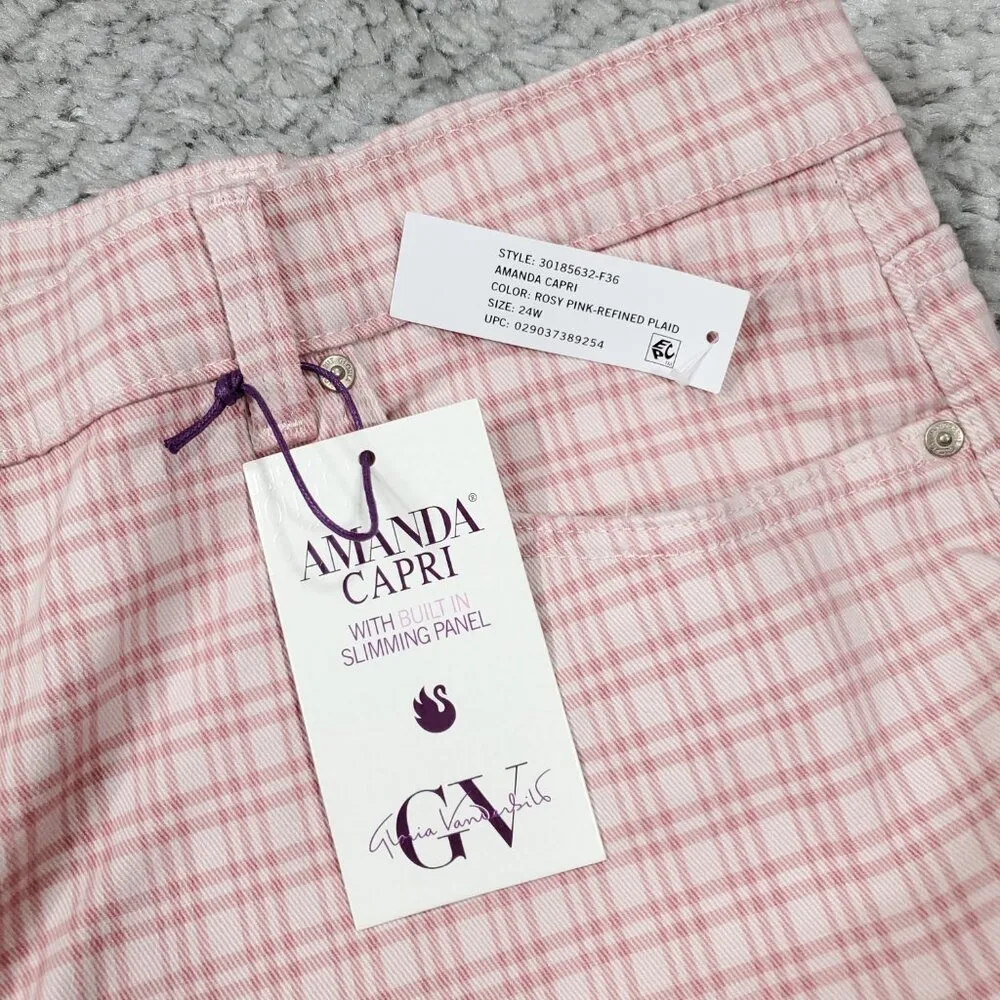 STYLE: 30185632-F36
AMANDA CAPRI
COLOR: ROSY PINK-REFINED PLAID
SIZE: 24W
UPC: 029037389254
EPC
AMANDA®
CAPRI
WITH BUILT IN
SLIMMING PANEL
GV
Gloria Vanderbilt